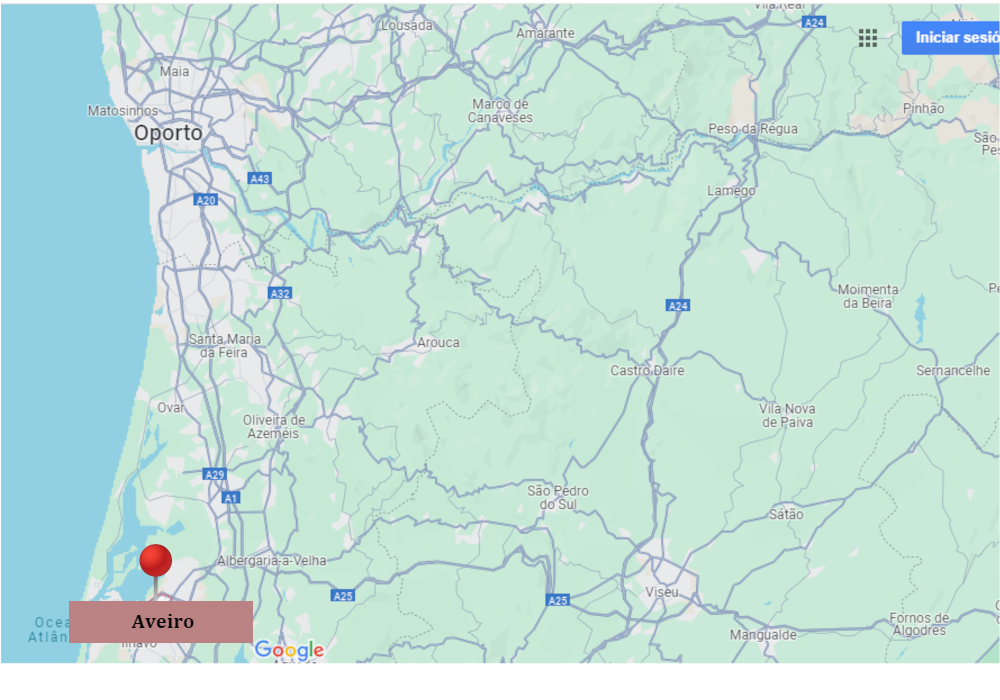 Vila Real
Lousada
Amarante
A24
Iniciar sesió
Maia
Matosinhos
Oporto
Marco de
Canaveses
Pinhão
Peso da Régua
São
Pes
A43
A20
Lamego
A32
A24
Moimenta
da Beira
Santa Maria
da Feira
Arouca
Castro Daire
Sernancelhe
Ovar
Oliveira de
Azeméis
Vila Nova
de Paiva
A29
A1
São Pedro
do Sul
Sátão
Albergaria-a-Velha
A25
A25
Viseu
Ocea
Atlân
Aveiro
Ílhavo
Google
Mangualde
Fornos de
Algodres